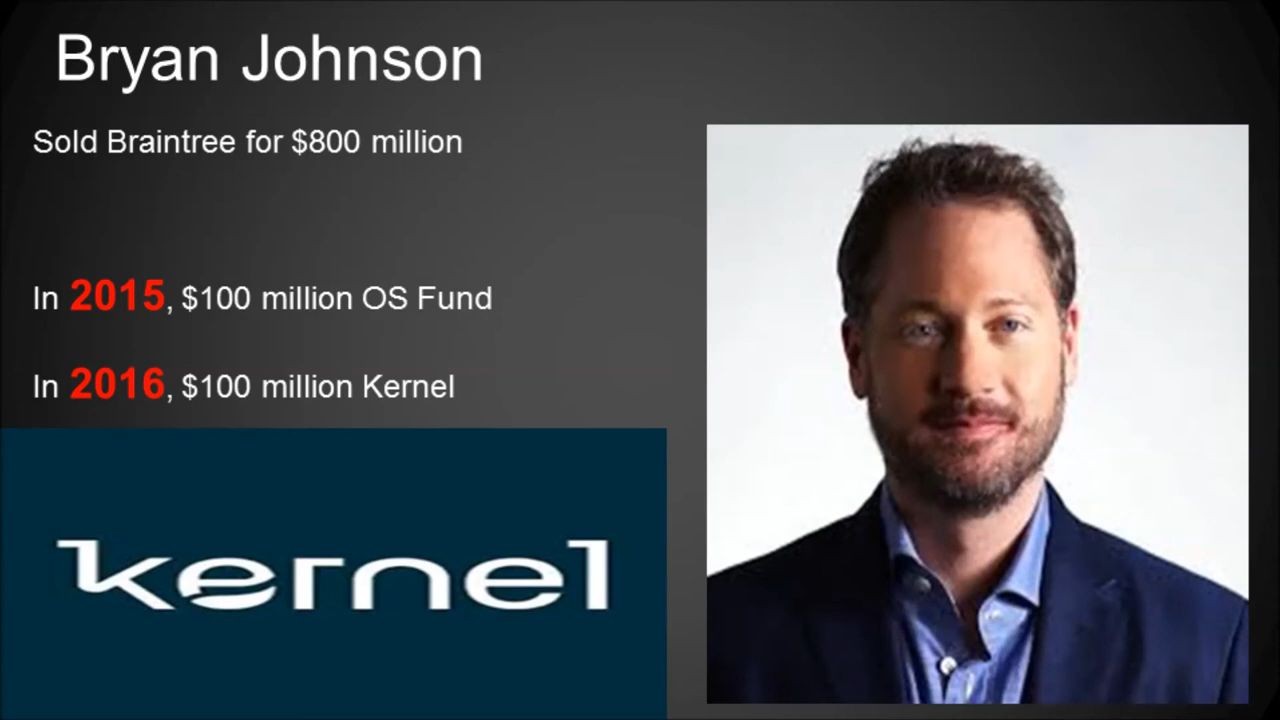 Bryan Johnson
Sold Braintree for $800 million
In 2015, $100 million OS Fund
In 2016, $100 million Kernel
kernel